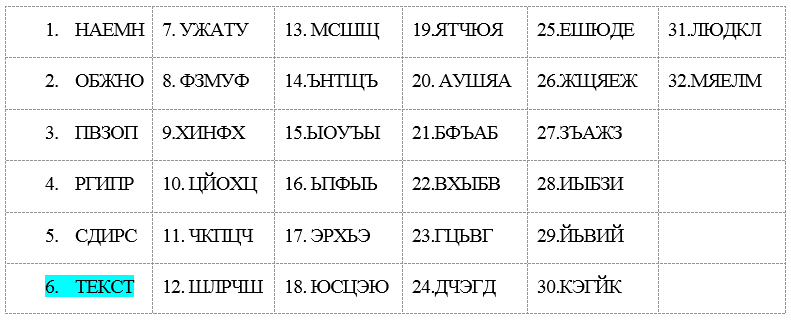 1. НАЕМН 7. УЖАТУ 13. МСШЩ 19.ЯТЧЮЯ 25.ЕШЮДЕ 31.ЛЮДКЛ
2. ОБЖНО 8. ФЗМУФ 14.ЪНТЩЪ 20. АУШЯА 26.ЖЩЯЕЖ 32.МЯЕЛМ
3. ПВЗОП 9.ХИНФХ 15.ЫОУЪЫ 21.БФЪАБ 27.ЗЪАЖЗ
4. РГИПР 10. ЦЙОХЦ 16. ЬПФЫЬ 22.ВХЫБВ 28.ИЫБЗИ
5. СДИРС 11. ЧКПЦЧ 17. ЭРХЬЭ 23.ГЦЬВГ 29.ЙЬВИЙ
6. ТЕКСТ 12. ШЛРЧШ 18. ЮСЦЭЮ 24.ДЧЭГД 30.КЭГЙК